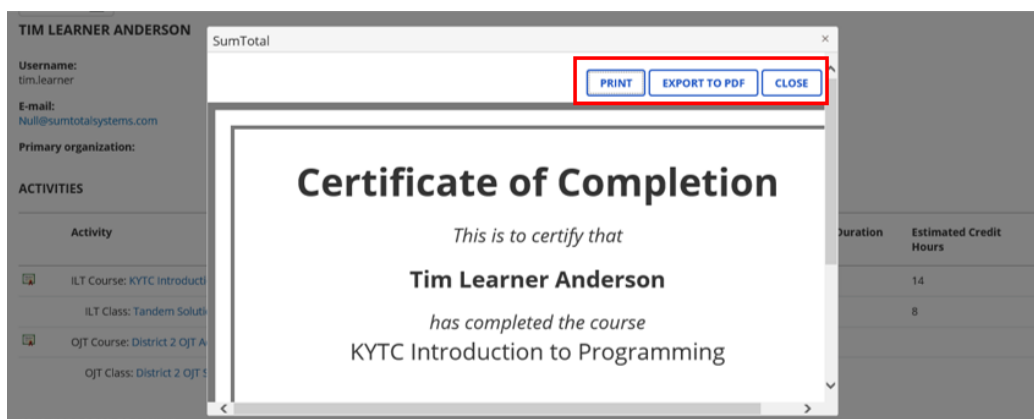 TIM LEARNER ANDERSON
Username:
tim.learner
E-mail:
Null@sumtotalsystems.com
Primary organization:
ACTIVITIES
Activity
Duration
Estimated Credit
Hours
ILT Course: KYTC Introducti
14
ILT Class: Tandem Soluti
8
OJT Course: District 2 OJT A
OJT Class: District 2 OJT S
SumTotal
×
PRINT
EXPORT TO PDF
CLOSE
Certificate of Completion
This is to certify that
Tim Learner Anderson
has completed the course
KYTC Introduction to Programming